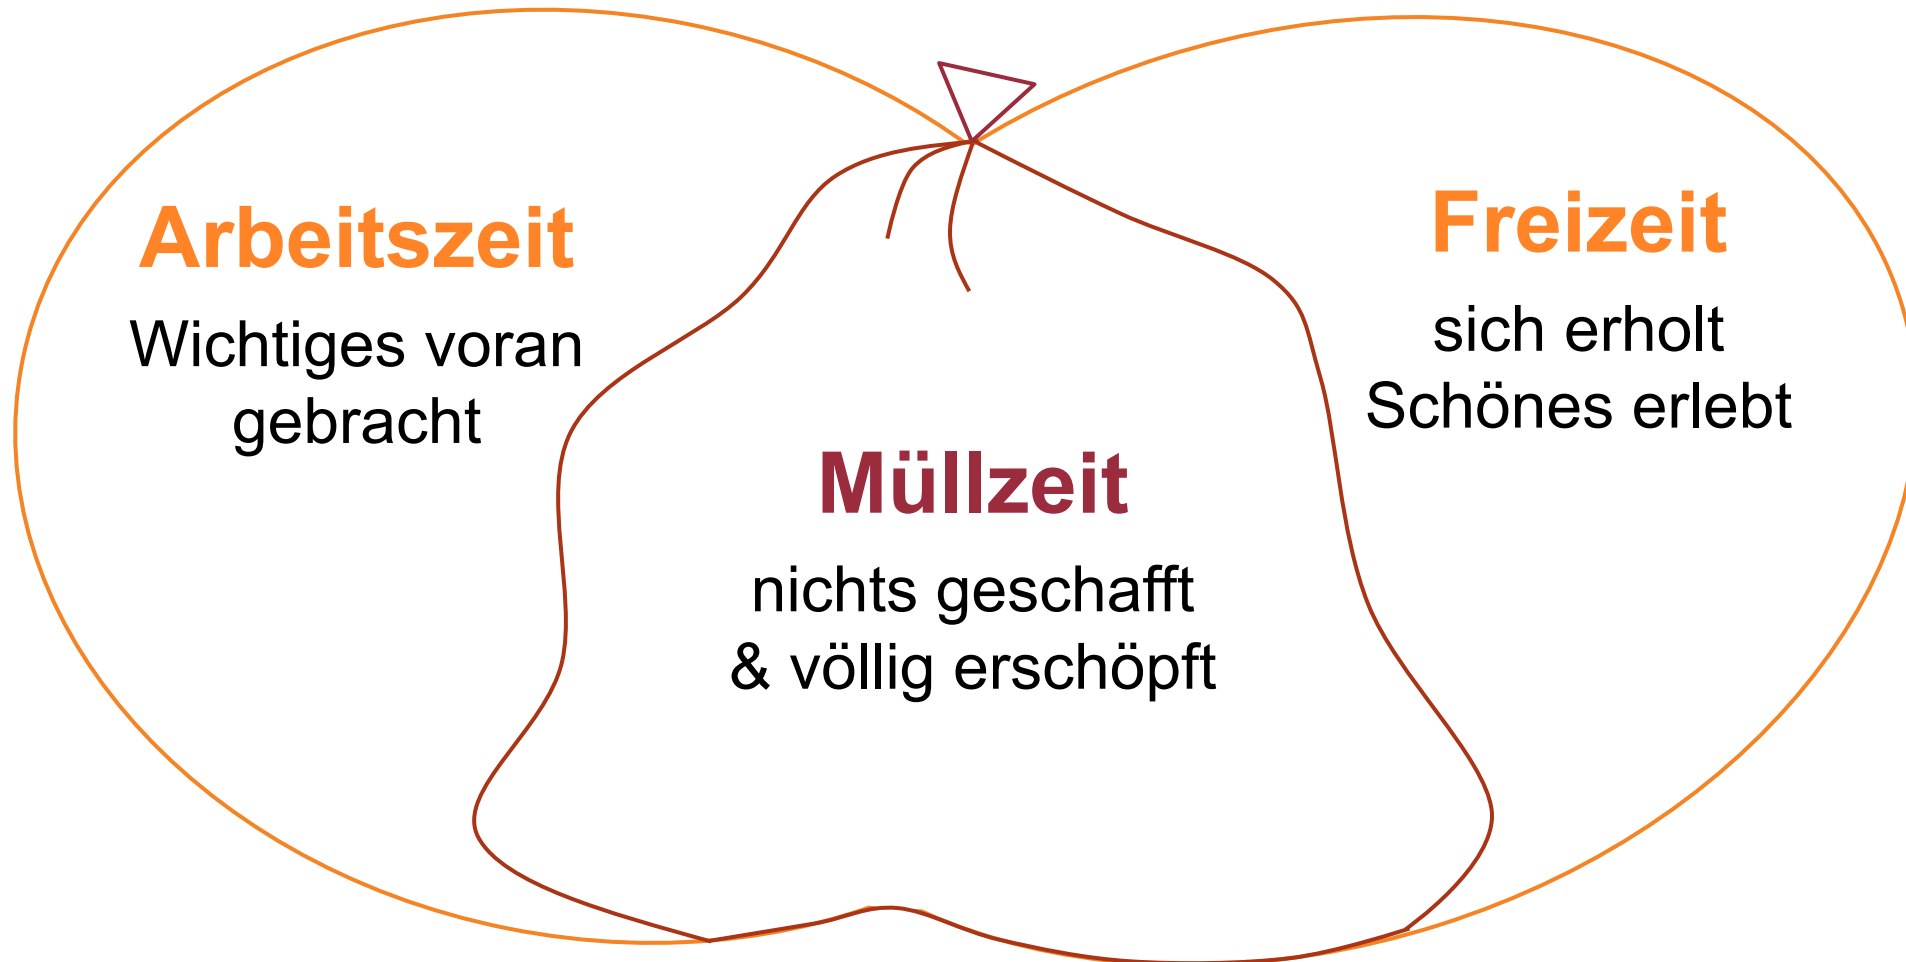 Arbeitszeit
Wichtiges voran
gebracht
Müllzeit
nichts geschafft
& völlig erschöpft
Freizeit
sich erholt
Schönes erlebt